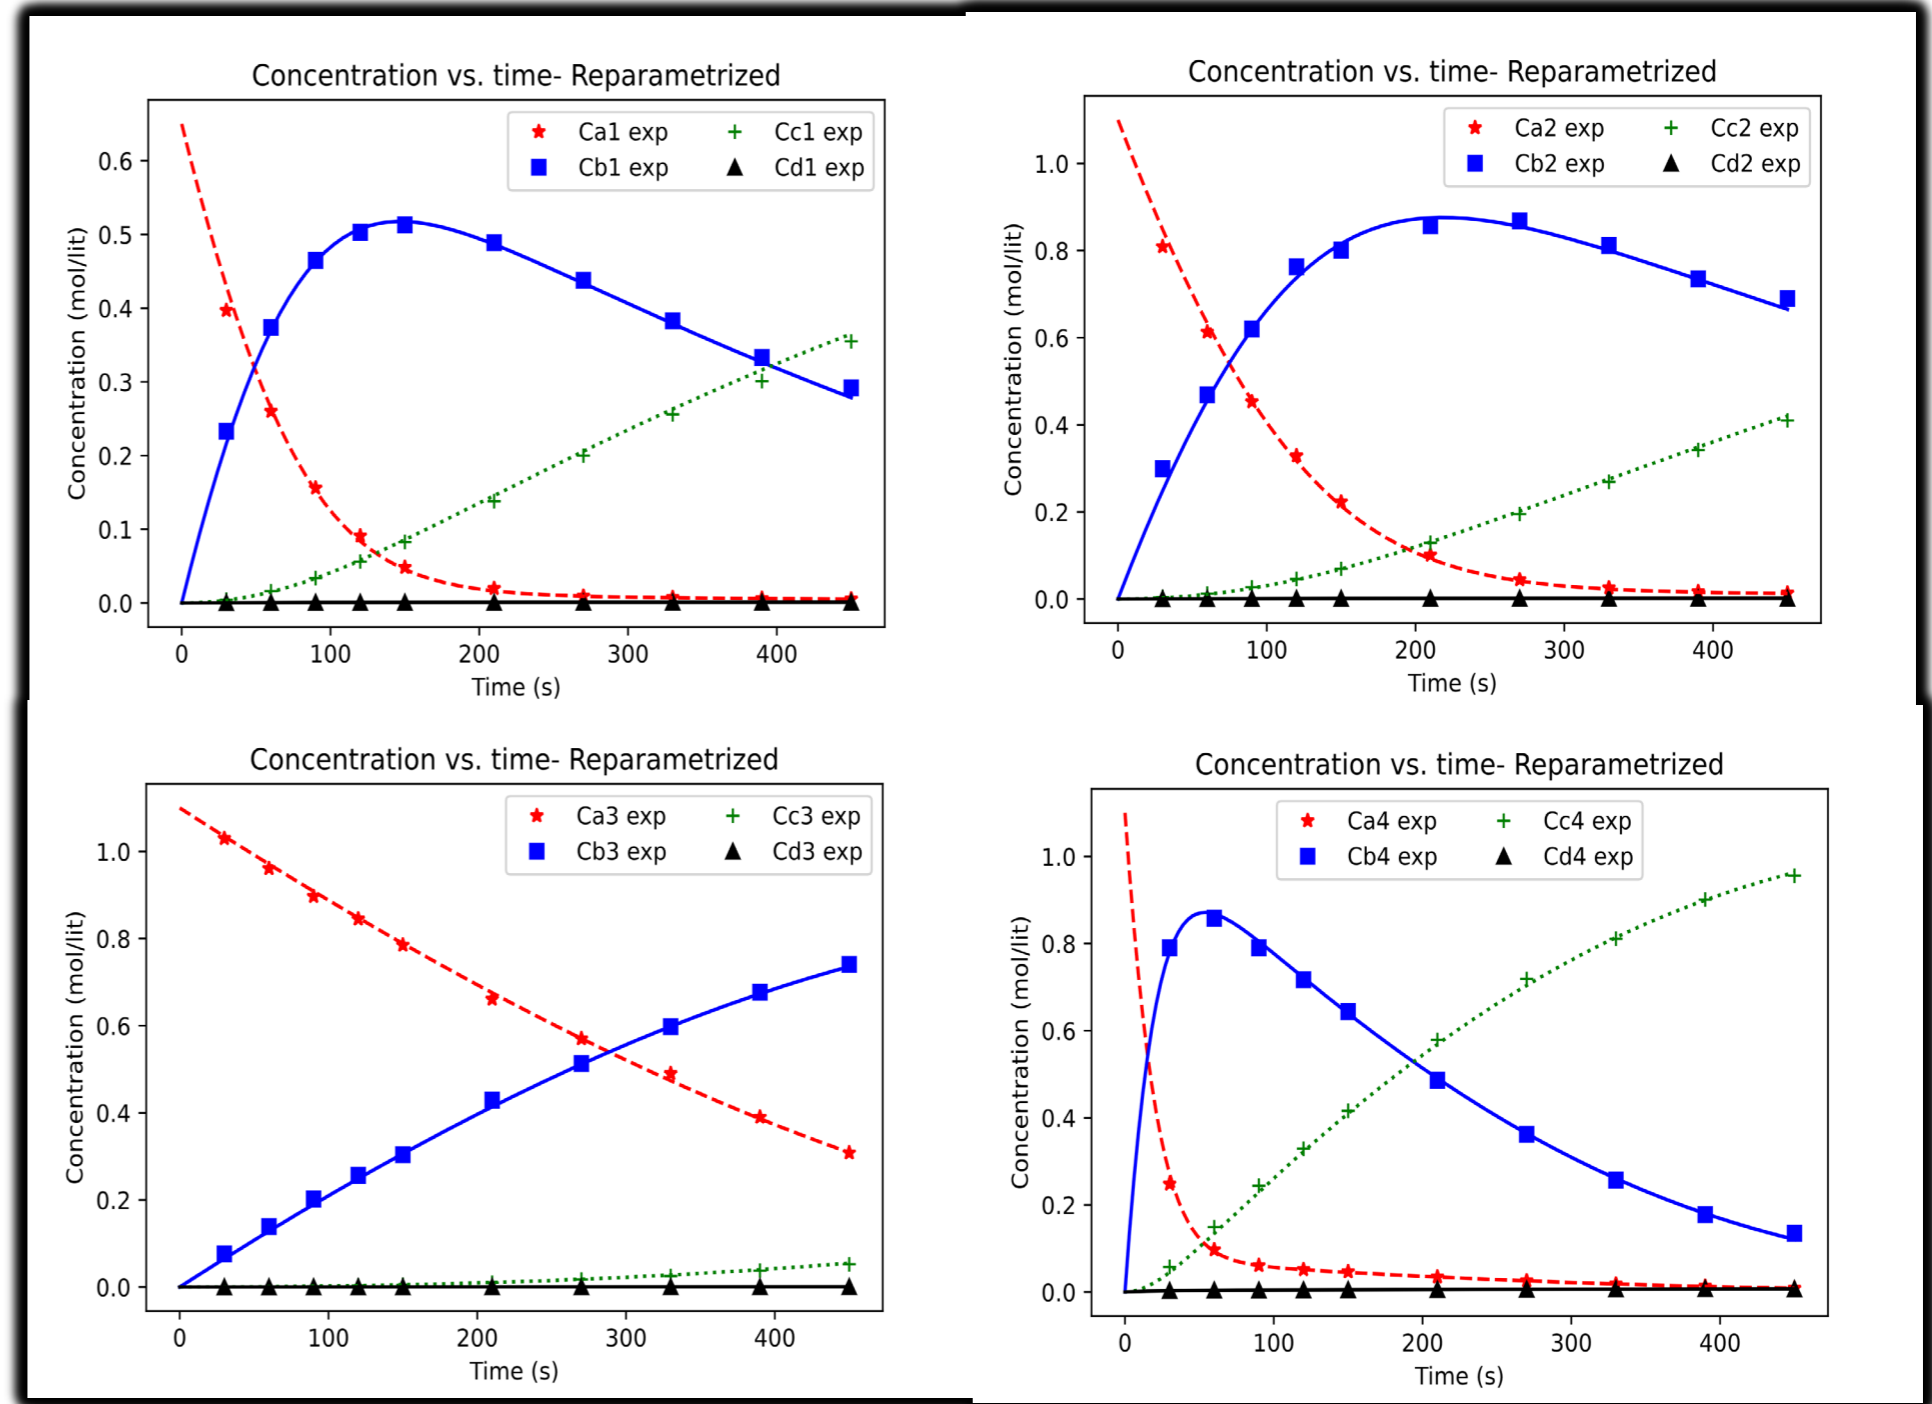 Concentration vs. time- Reparametrized
Ca1 exp Cc1 exp
Cb1 exp Cd1 exp
Concentration (mol/lit)
0.6
0.5
0.4
0.3
0.2
0.1
0.0
0 100 200 300 400
Time (s)
Concentration vs. time- Reparametrized
Ca2 exp Cc2 exp
Cb2 exp Cd2 exp
Concentration (mol/lit)
1.0
0.8
0.6
0.4
0.2
0.0
0 100 200 300 400
Time (s)
Concentration vs. time- Reparametrized
Ca3 exp Cc3 exp
Cb3 exp Cd3 exp
Concentration (mol/lit)
1.0
0.8
0.6
0.4
0.2
0.0
0 100 200 300 400
Time (s)
Concentration vs. time- Reparametrized
Ca4 exp Cc4 exp
Cb4 exp Cd4 exp
Concentration (mol/lit)
1.0
0.8
0.6
0.4
0.2
0.0
0 100 200 300 400
Time (s)